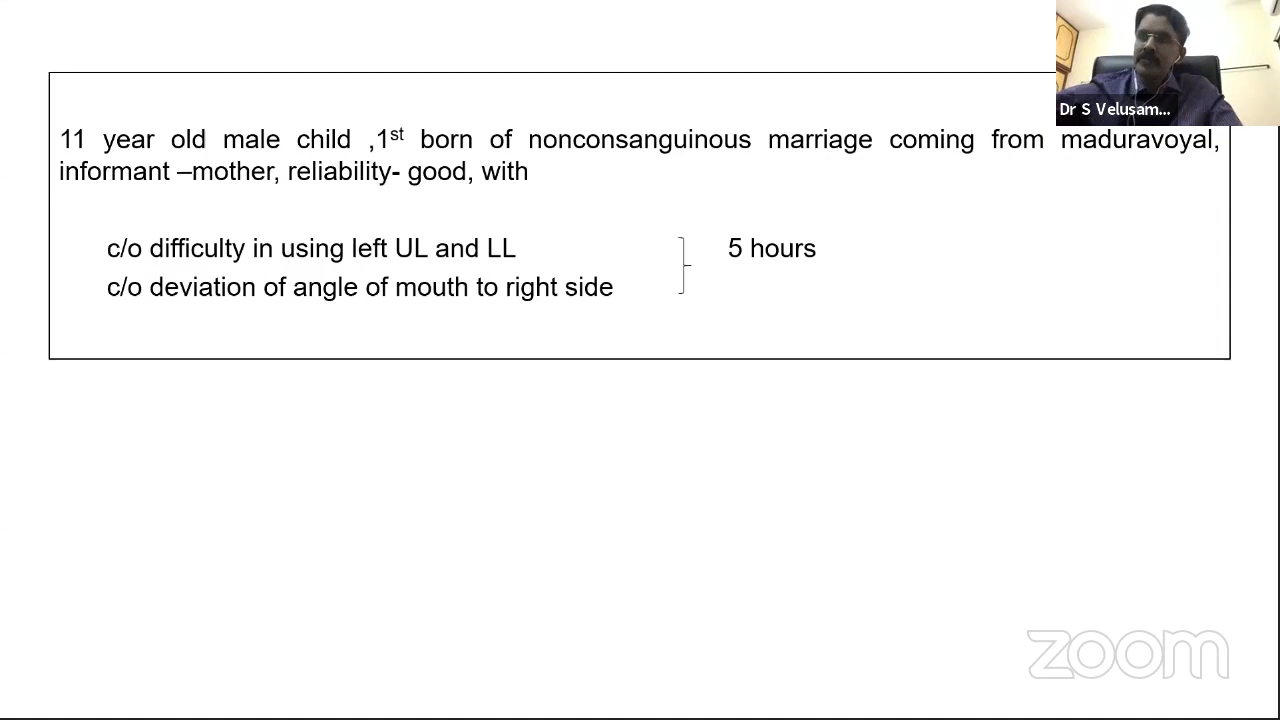 11 year old male child ,1st born of nonconsanguinous marriage coming from maduravoyal,
informant –mother, reliability- good, with
c/o difficulty in using left UL and LL 5 hours
c/o deviation of angle of mouth to right side
Dr S Velusam...
zoom